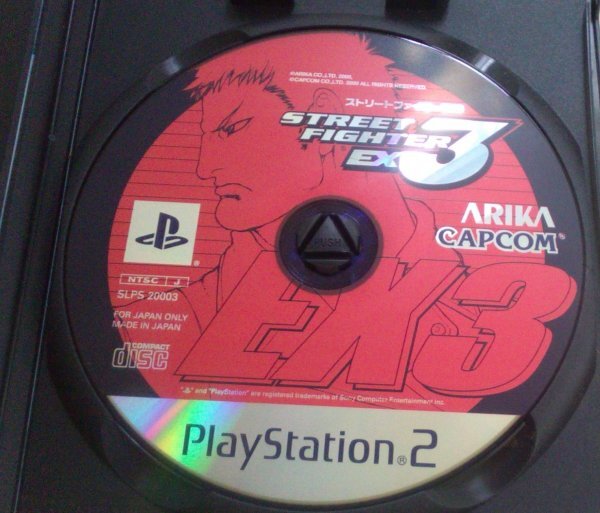 ©ARIKA CO.,LTD. 2000,
©CAPCOM CO.,LTD. 2000 ALL RIGHTS RESERVED.
ストリートファイター
STREET
FIGHTER
EX3
ARIKA
CAPCOM®
PUSH
NTSC J
SLPS 20003
FOR JAPAN ONLY
MADE IN JAPAN
COMPACT
disc
EX3
" " and "PlayStation" are registered trademarks of Sony Computer Entertainment Inc.
PlayStation®2